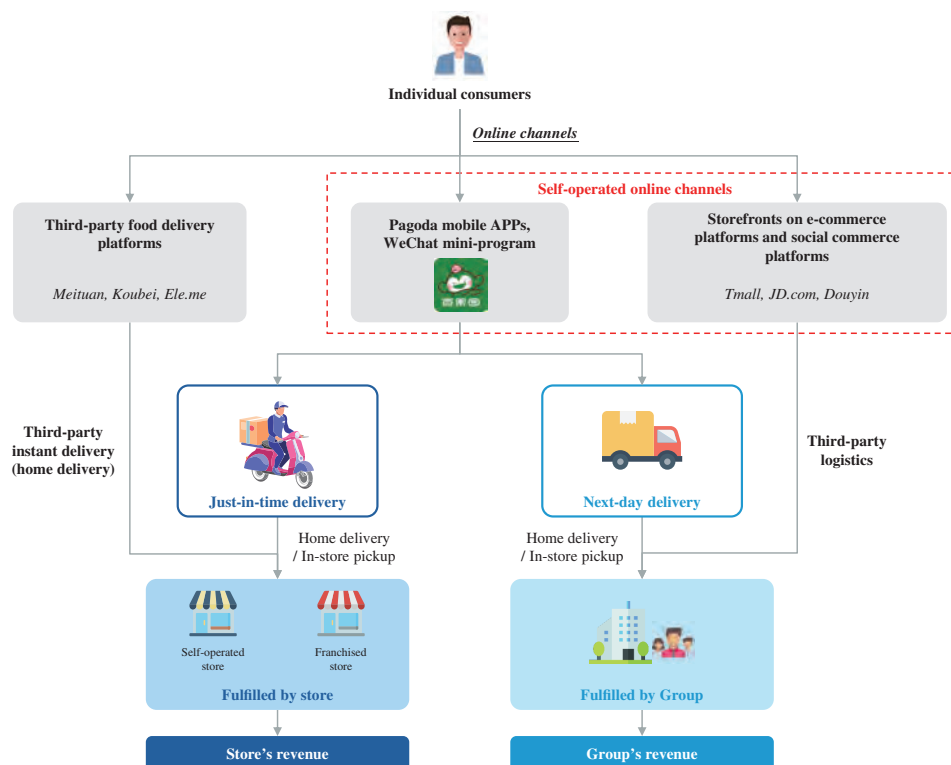 Individual consumers
Online channels
Self-operated online channels
Third-party food delivery
platforms
Meituan, Koubei, Ele.me
Pagoda mobile APPs,
WeChat mini-program
百果园
Storefronts on e-commerce
platforms and social commerce
platforms
Tmall, JD.com, Douyin
Third-party
instant delivery
(home delivery)
Just-in-time delivery
Next-day delivery
Third-party
logistics
Home delivery
/ In-store pickup
Home delivery
/ In-store pickup
Self-operated
store
Franchised
store
Fulfilled by store
Fulfilled by Group
Store's revenue
Group's revenue